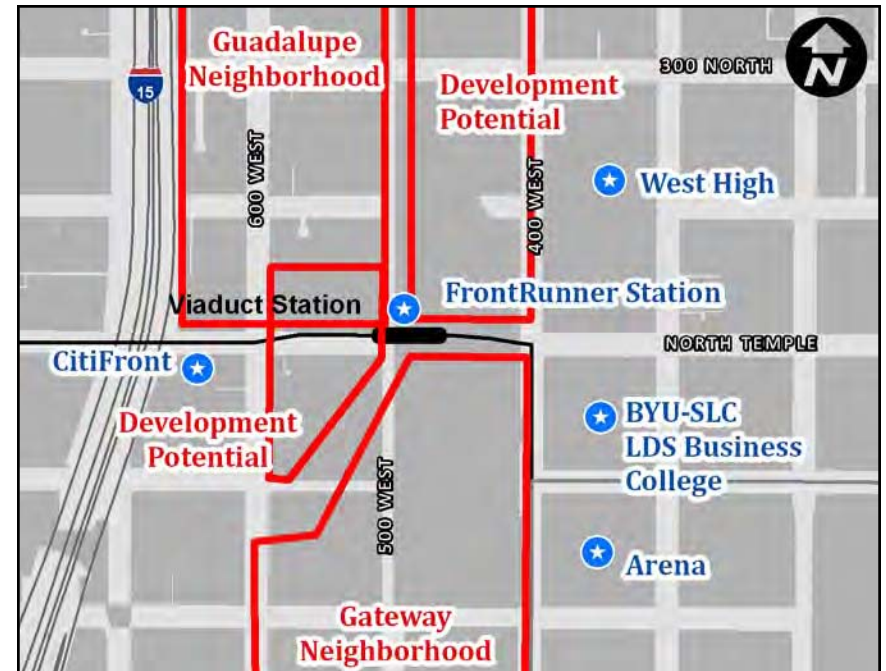 Guadalupe
Neighborhood
Development
Potential
300 NORTH
N
15
600 WEST
400 WEST
West High
Viaduct Station
FrontRunner Station
NORTH TEMPLE
CitiFront
Development
Potential
500 WEST
BYU-SLC
LDS Business
College
Arena
Gateway
Neighborhood